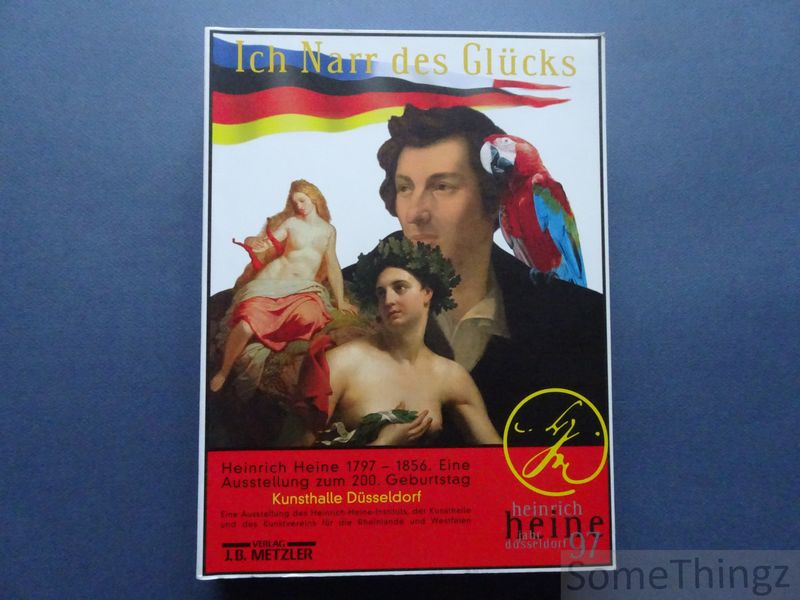 Ich Narr des Glücks
Heinrich Heine 1797 – 1856. Eine
Ausstellung zum 200. Geburtstag
Kunsthalle Düsseldorf
Eine Ausstellung des Heinrich-Heine-Instituts, der Kunsthalle
und des Kunstvereins für die Rheinlande und Westfalen
VERLAG
J.B. METZLER
heinrich
heine
jahr
düsseldorf 97
SomeThingz